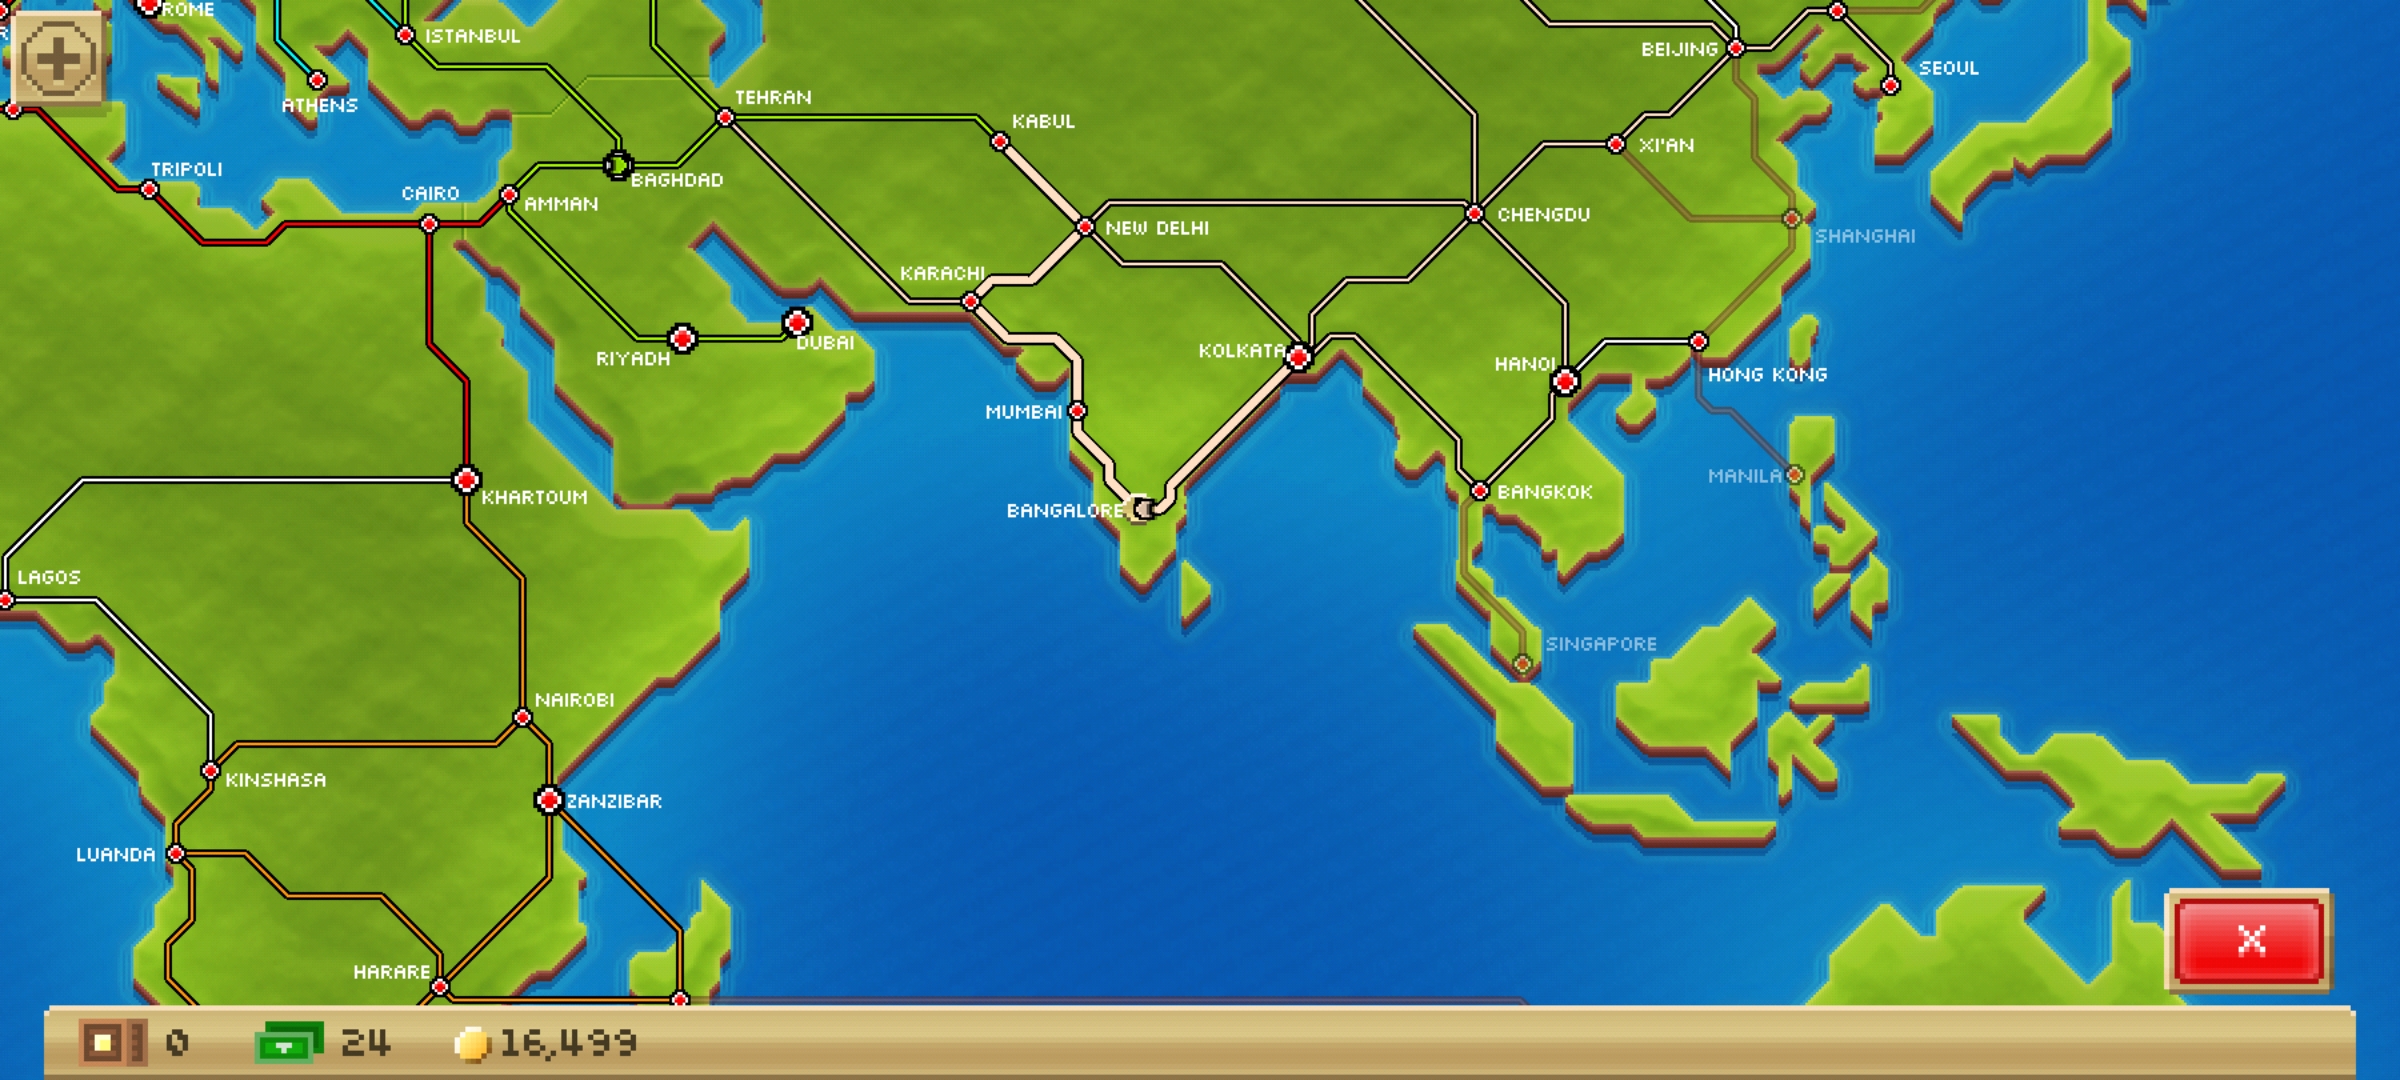 ROME
ISTANBUL
BEIJING
SEOUL
ATHENS
TEHRAN
KABUL
XI'AN
TRIPOLI
BAGHDAD
CAIRO
AMMAN
NEW DELHI
CHENGDU
SHANGHAI
KARACHI
DUBAI
RIYADH
KOLKATA
HANOI
HONG KONG
MUMBAI
MANILA
KHARTOUM
BANGKOK
BANGALORE
LAGOS
SINGAPORE
NAIROBI
KINSHASA
ZANZIBAR
LUANDA
HARARE
X
0 24 16,499